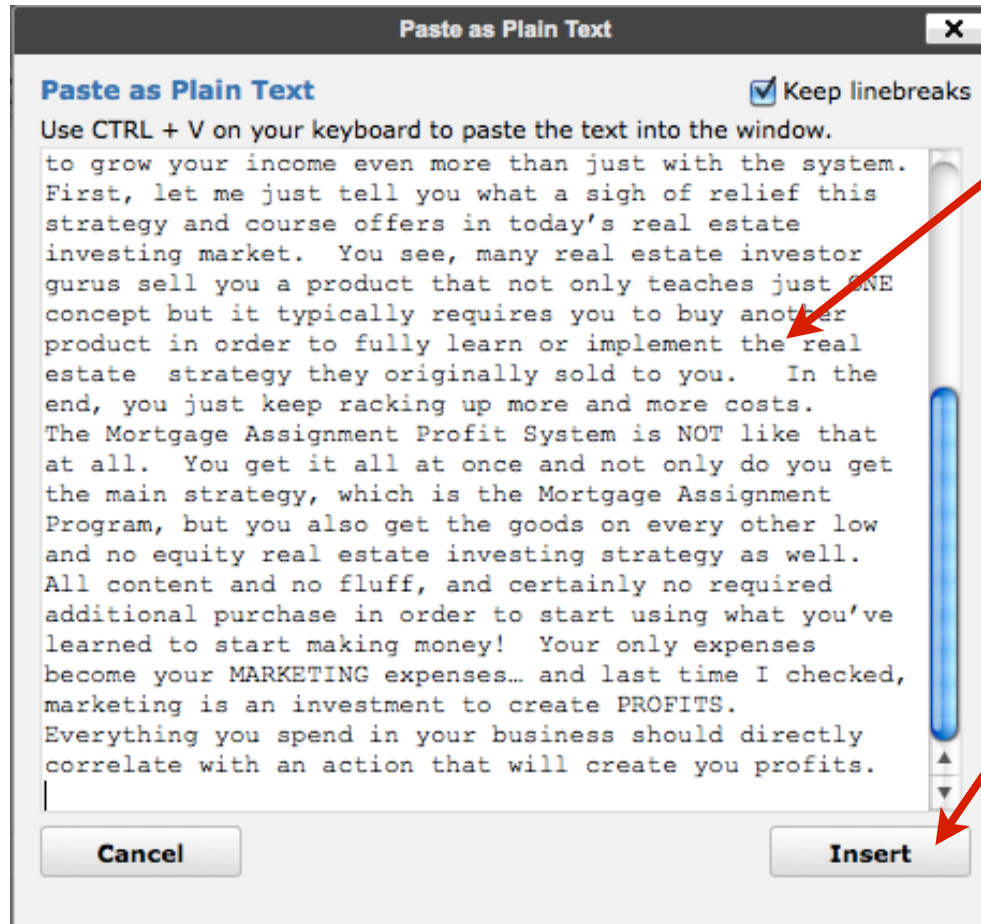 Paste as Plain Text
Paste as Plain Text
Keep linebreaks
Use CTRL + V on your keyboard to paste the text into the window.
to grow your income even more than just with the system.
First, let me just tell you what a sigh of relief this
strategy and course offers in today’s real estate
investing market.  You see, many real estate investor
gurus sell you a product that not only teaches just ONE
concept but it typically requires you to buy another
product in order to fully learn or implement the real
estate  strategy they originally sold to you.   In the
end, you just keep racking up more and more costs.
The Mortgage Assignment Profit System is NOT like that
at all.  You get it all at once and not only do you get
the main strategy, which is the Mortgage Assignment
Program, but you also get the goods on every other low
and no equity real estate investing strategy as well.
All content and no fluff, and certainly no required
additional purchase in order to start using what you’ve
learned to start making money!  Your only expenses
become your MARKETING expenses… and last time I checked,
marketing is an investment to create PROFITS.
Everything you spend in your business should directly
correlate with an action that will create you profits.
Cancel
Insert